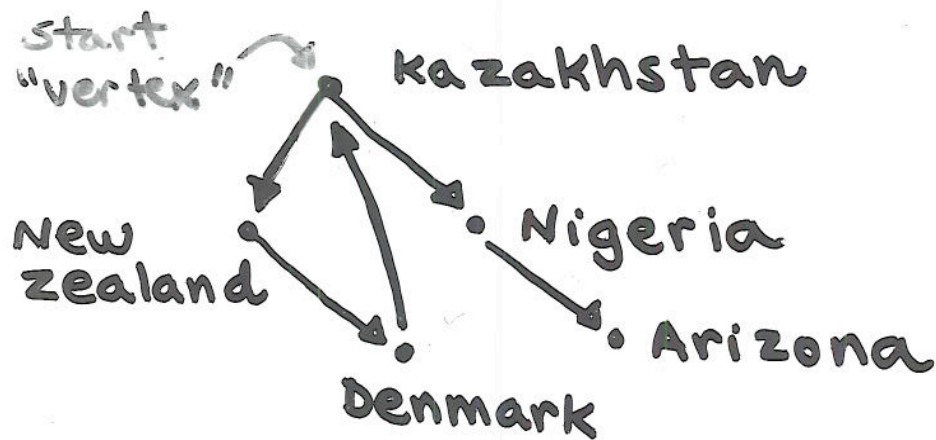 start
"vertex"
Kazakhstan
New
Zealand
Nigeria
Arizona
Denmark